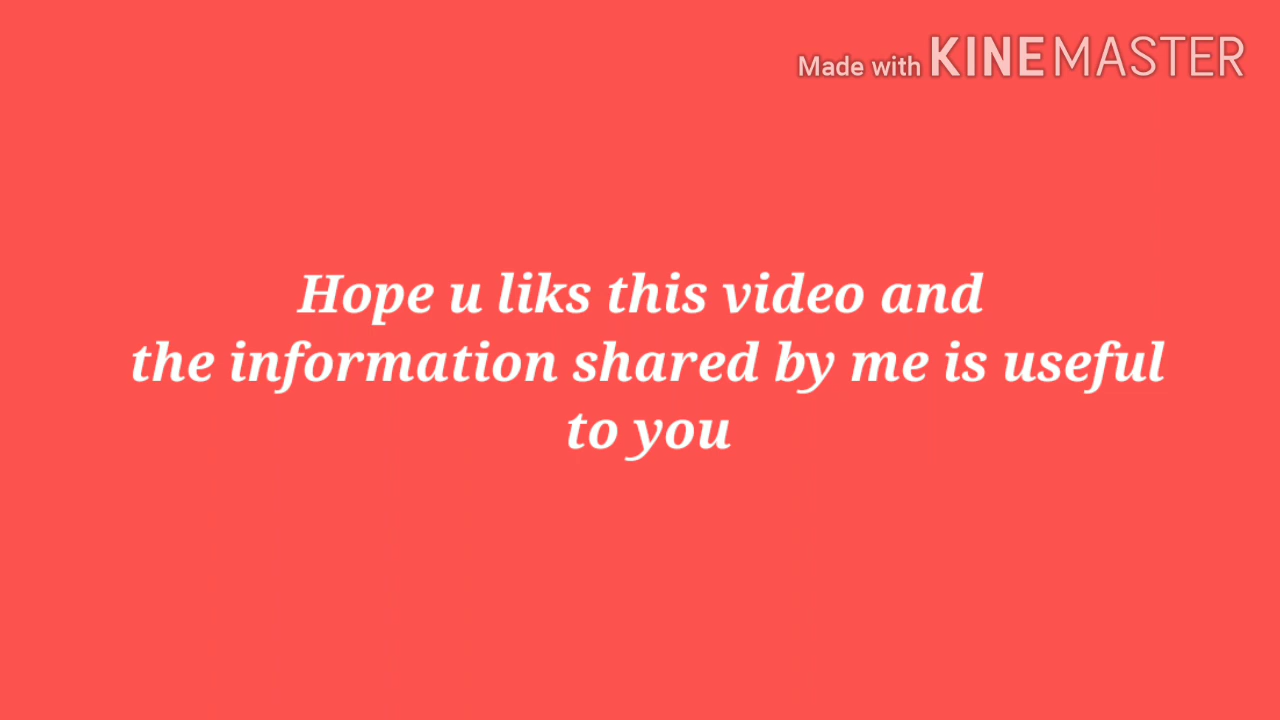 Made with KINEMASTER
Hope u liks this video and
the information shared by me is useful
to you